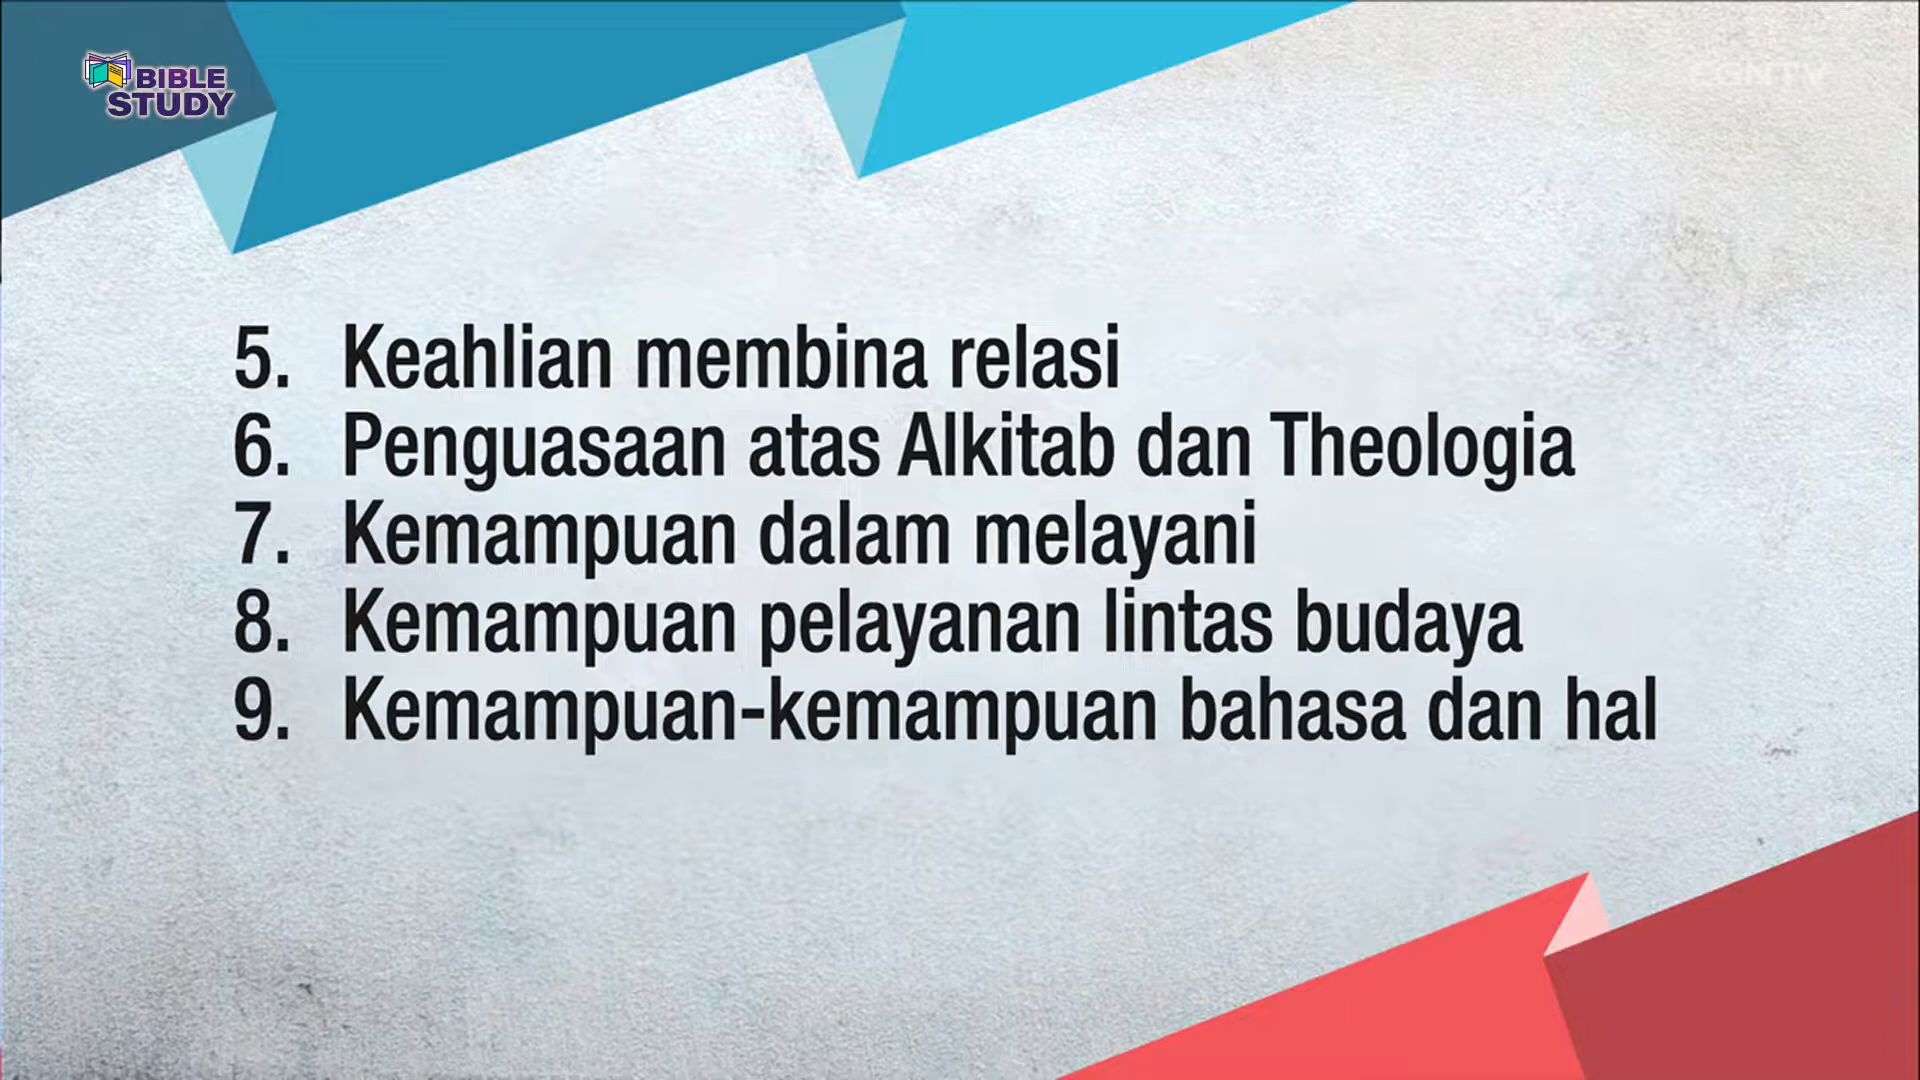 BIBLE
STUDY
CGNTV
5. Keahlian membina relasi
6. Penguasaan atas Alkitab dan Theologia
7. Kemampuan dalam melayani
8. Kemampuan pelayanan lintas budaya
9. Kemampuan-kemampuan bahasa dan hal